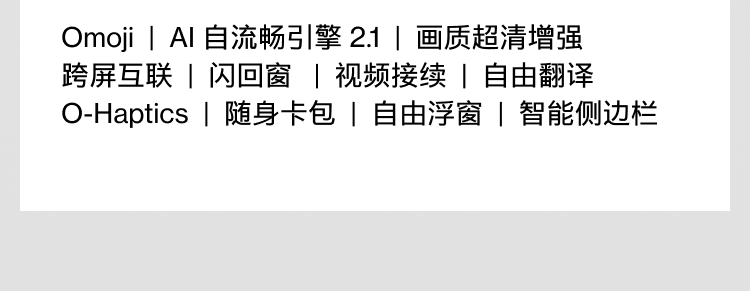 Omoji | AI 自流畅引擎 2.1 | 画质超清增强
跨屏互联 | 闪回窗 | 视频接续 | 自由翻译
O-Haptics | 随身卡包 | 自由浮窗 | 智能侧边栏